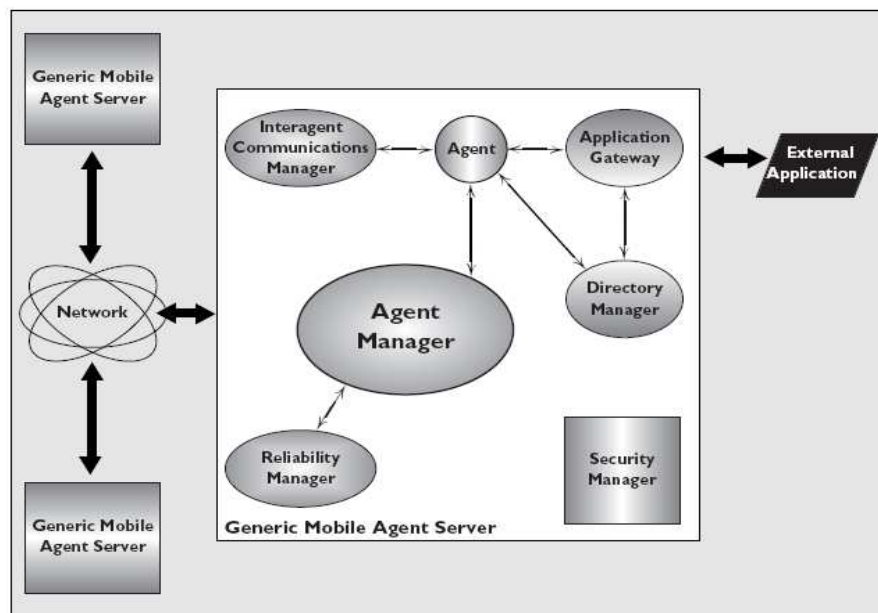 Generic Mobile
Agent Server
Interagent
Communications
Manager
Agent
Application
Gateway
External
Application
Network
Agent
Manager
Directory
Manager
Reliability
Manager
Security
Manager
Generic Mobile Agent Server
Generic Mobile
Agent Server